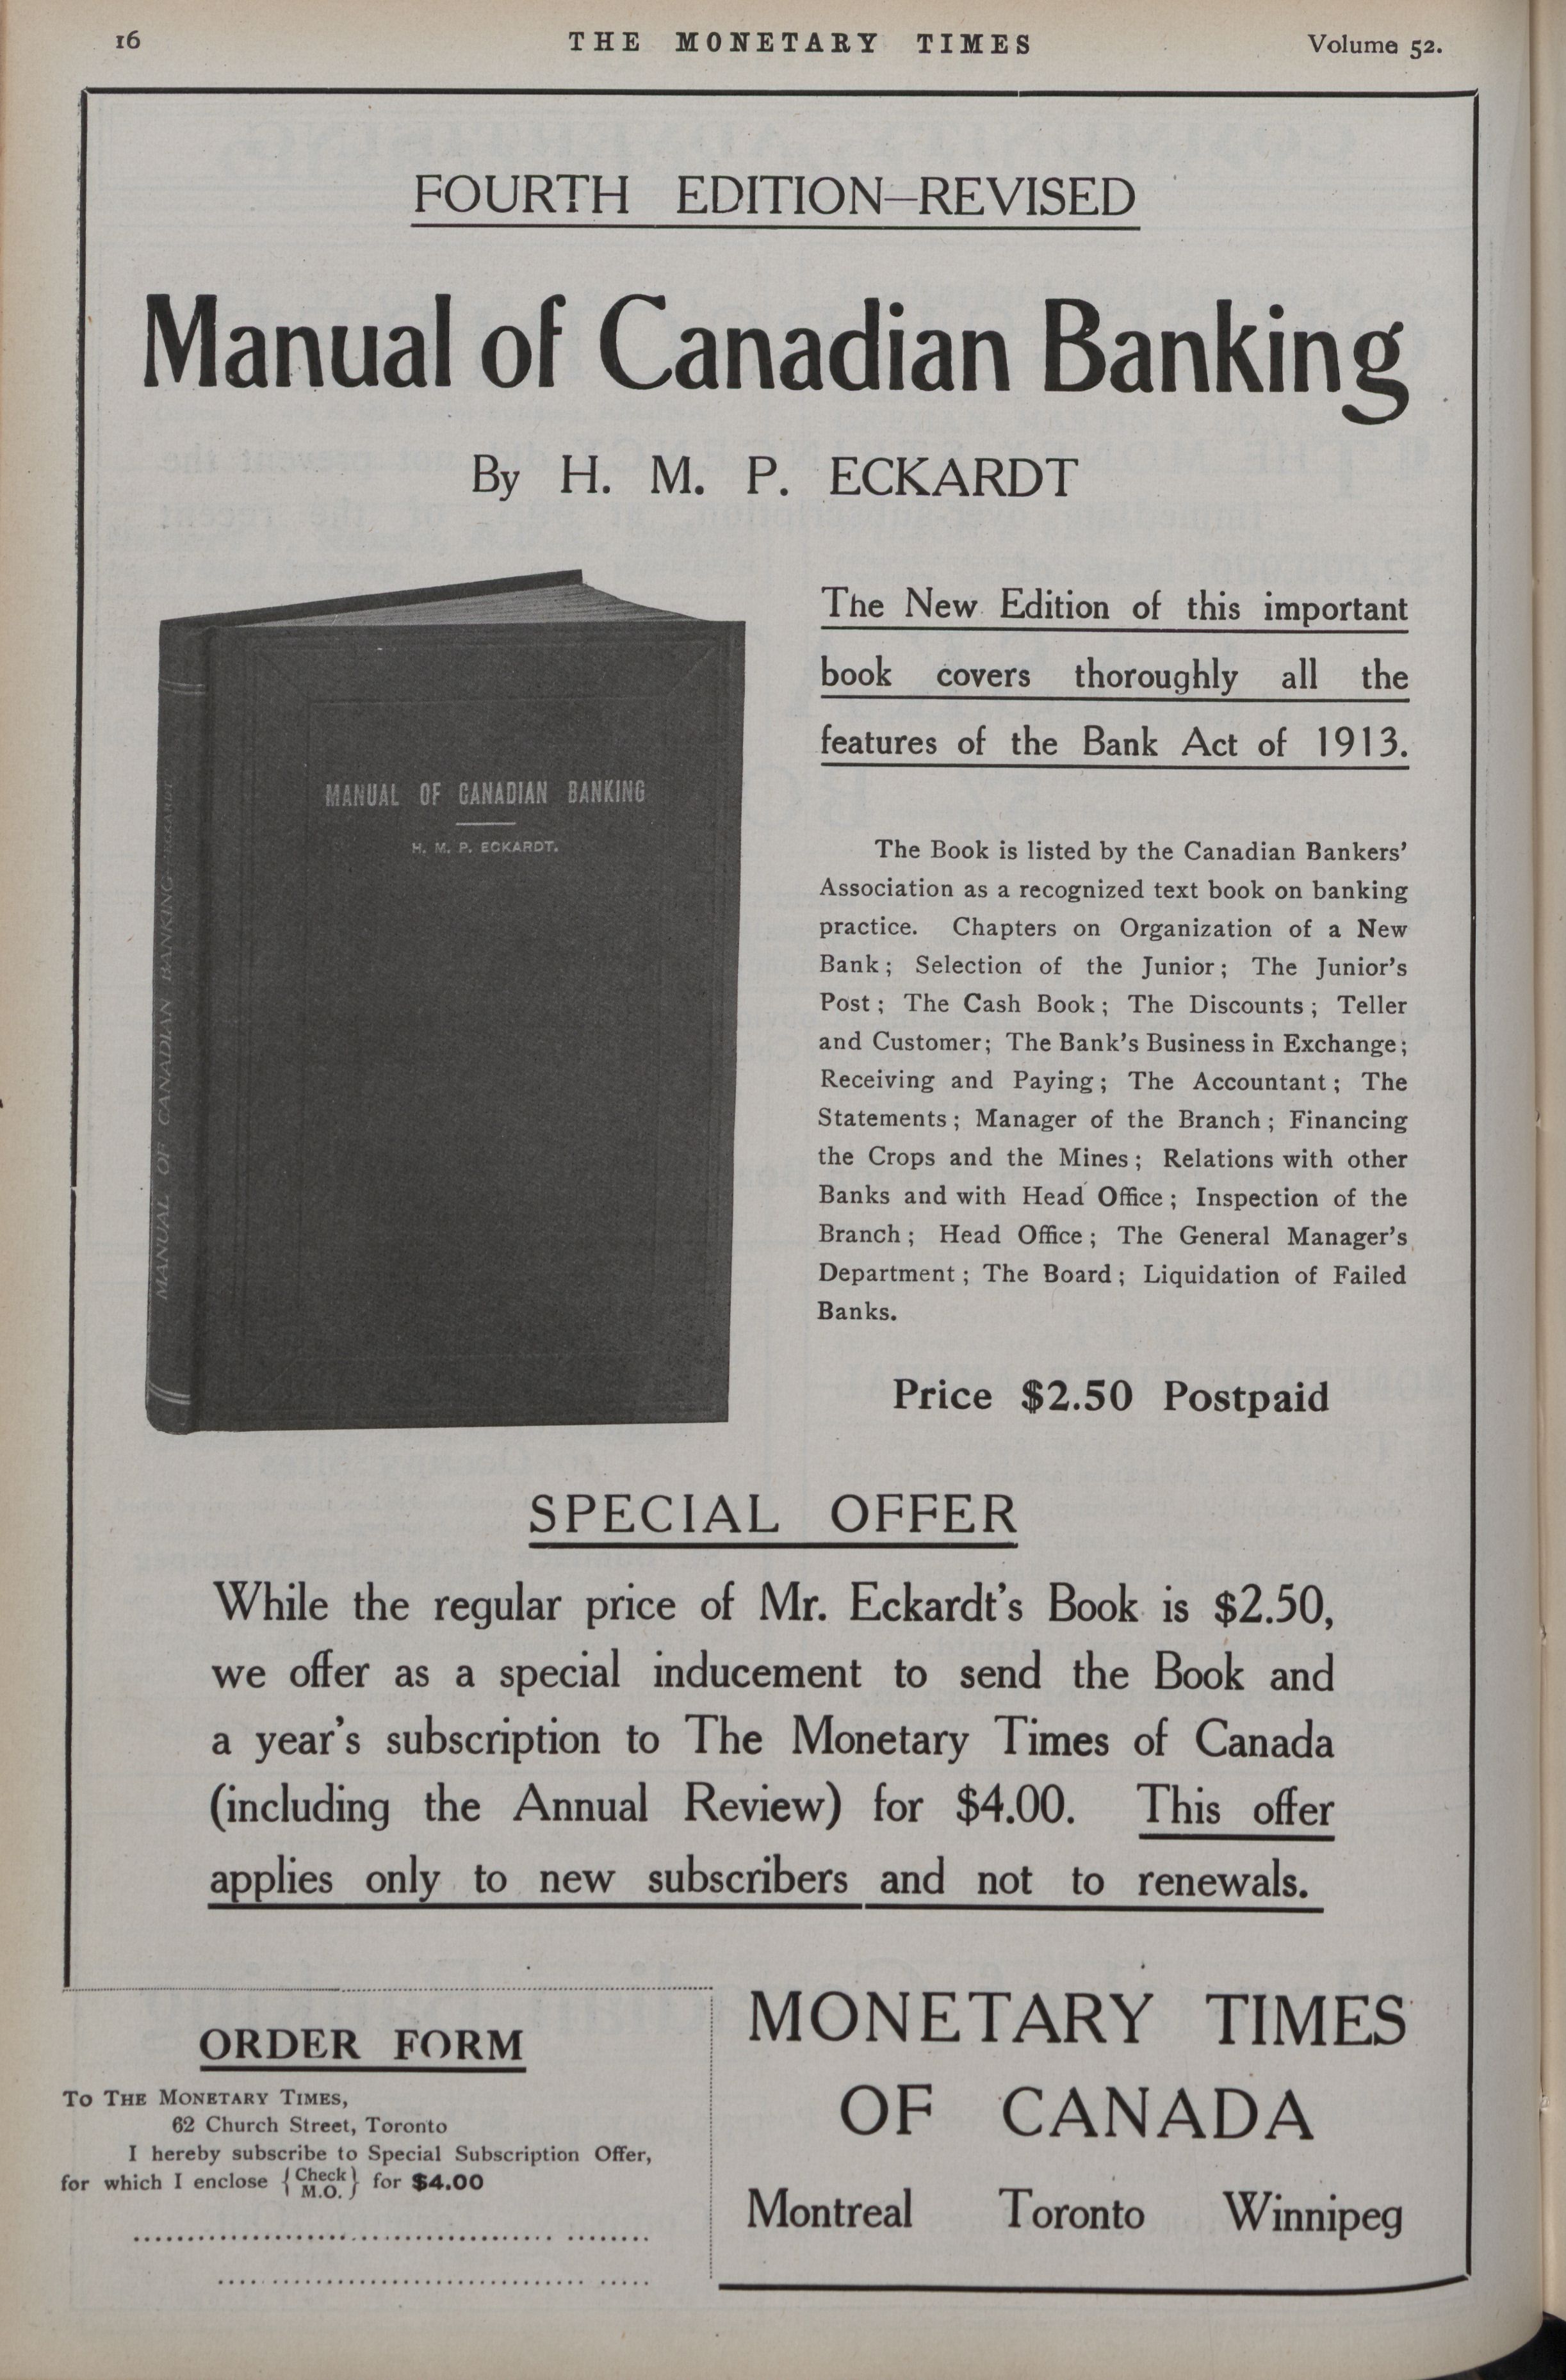 16
THE MONETARY TIMES
Volume 52.
FOURTH EDITION—REVISED
Manual of Canadian Banking
By H. M. P. ECKARDT
MANUAL OF CANADIAN BANKING
H. M. P. ECKARDT.
MANUAL OF CANADIAN BANKING - ECKARDT
The New Edition of this important
book covers thoroughly all the
features of the Bank Act of 1913.
The Book is listed by the Canadian Bankers'
Association as a recognized text book on banking
practice. Chapters on Organization of a New
Bank; Selection of the Junior; The Junior's
Post; The Cash Book; The Discounts; Teller
and Customer; The Bank's Business in Exchange;
Receiving and Paying; The Accountant; The
Statements; Manager of the Branch; Financing
the Crops and the Mines; Relations with other
Banks and with Head Office; Inspection of the
Branch; Head Office; The General Manager's
Department; The Board; Liquidation of Failed
Banks.
Price $2.50 Postpaid
SPECIAL OFFER
While the regular price of Mr. Eckardt's Book is $2.50,
we offer as a special inducement to send the Book and
a year's subscription to The Monetary Times of Canada
(including the Annual Review) for $4.00. This offer
applies only to new subscribers and not to renewals.
ORDER FORM
To The Monetary Times,
62 Church Street, Toronto
I hereby subscribe to Special Subscription Offer,
for which I enclose { Check M.O. } for $4.00
MONETARY TIMES
OF CANADA
Montreal Toronto Winnipeg